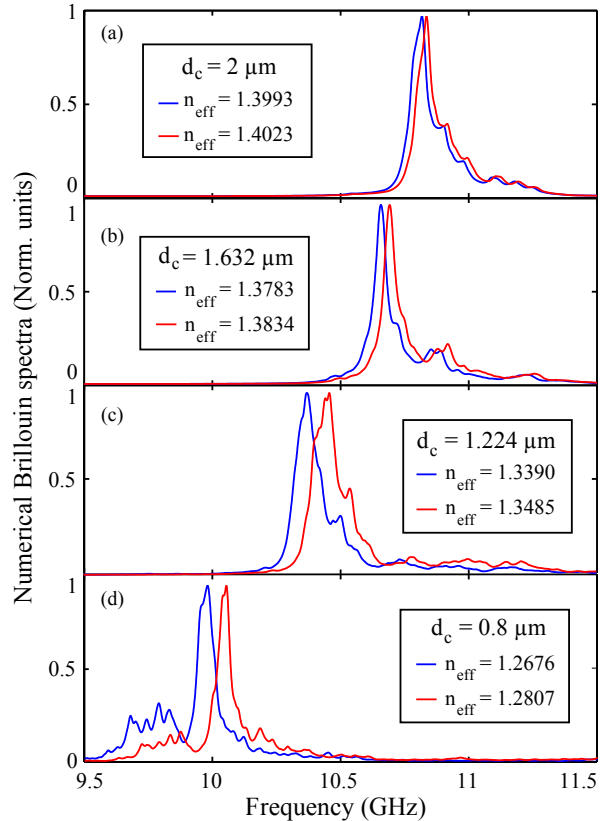 Numerical Brillouin spectra (Norm. units)
(a)
1
0.5
0
d_c = 2 µm
n_eff = 1.3993
n_eff = 1.4023
(b)
1
0.5
0
d_c = 1.632 µm
n_eff = 1.3783
n_eff = 1.3834
(c)
1
0.5
d_c = 1.224 µm
n_eff = 1.3390
n_eff = 1.3485
(d)
1
0.5
0
d_c = 0.8 µm
n_eff = 1.2676
n_eff = 1.2807
9.5 10 10.5 11 11.5
Frequency (GHz)